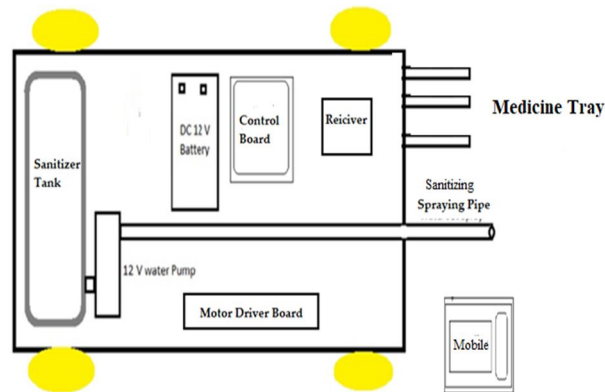 Sanitizer
Tank
DC 12 V
Battery
Control
Board
Reiciver
Medicine Tray
Sanitizing
Spraying Pipe
12 V water Pump
Motor Driver Board
Mobile